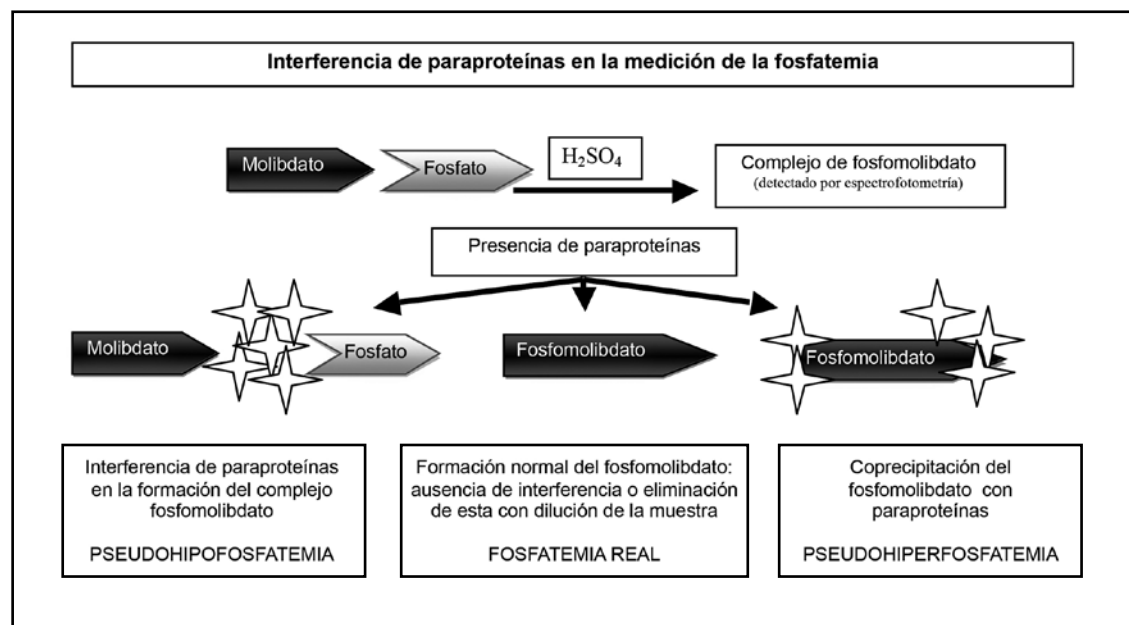 Interferencia de paraproteínas en la medición de la fosfatemia
Molibdato
Fosfato
H₂SO₄
Complejo de fosfomolibdato
(detectado por espectrofotometría)
Presencia de paraproteínas
Molibdato
Fosfato
Fosfomolibdato
Fosfomolibdato
Interferencia de paraproteínas
en la formación del complejo
fosfomolibdato
PSEUDOHIPOFOSFATEMIA
Formación normal del fosfomolibdato:
ausencia de interferencia o eliminación
de esta con dilución de la muestra
FOSFATEMIA REAL
Coprecipitación del
fosfomolibdato con
paraproteínas
PSEUDOHIPERFOSFATEMIA